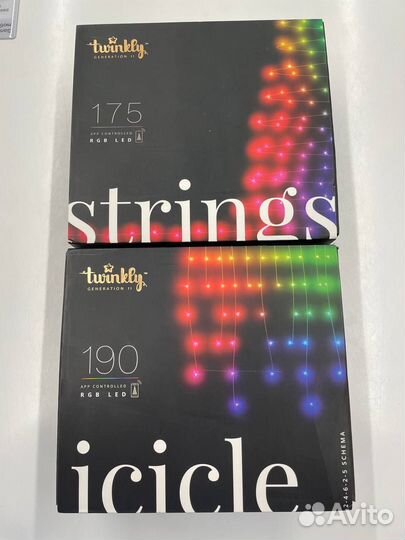 twinkly
GENERATION II
175
APP CONTROLLED
RGB LED
strings
twinkly
GENERATION II
190
APP CONTROLLED
RGB LED
icicle
2-4-6-2-5 SCHEMA
Avito